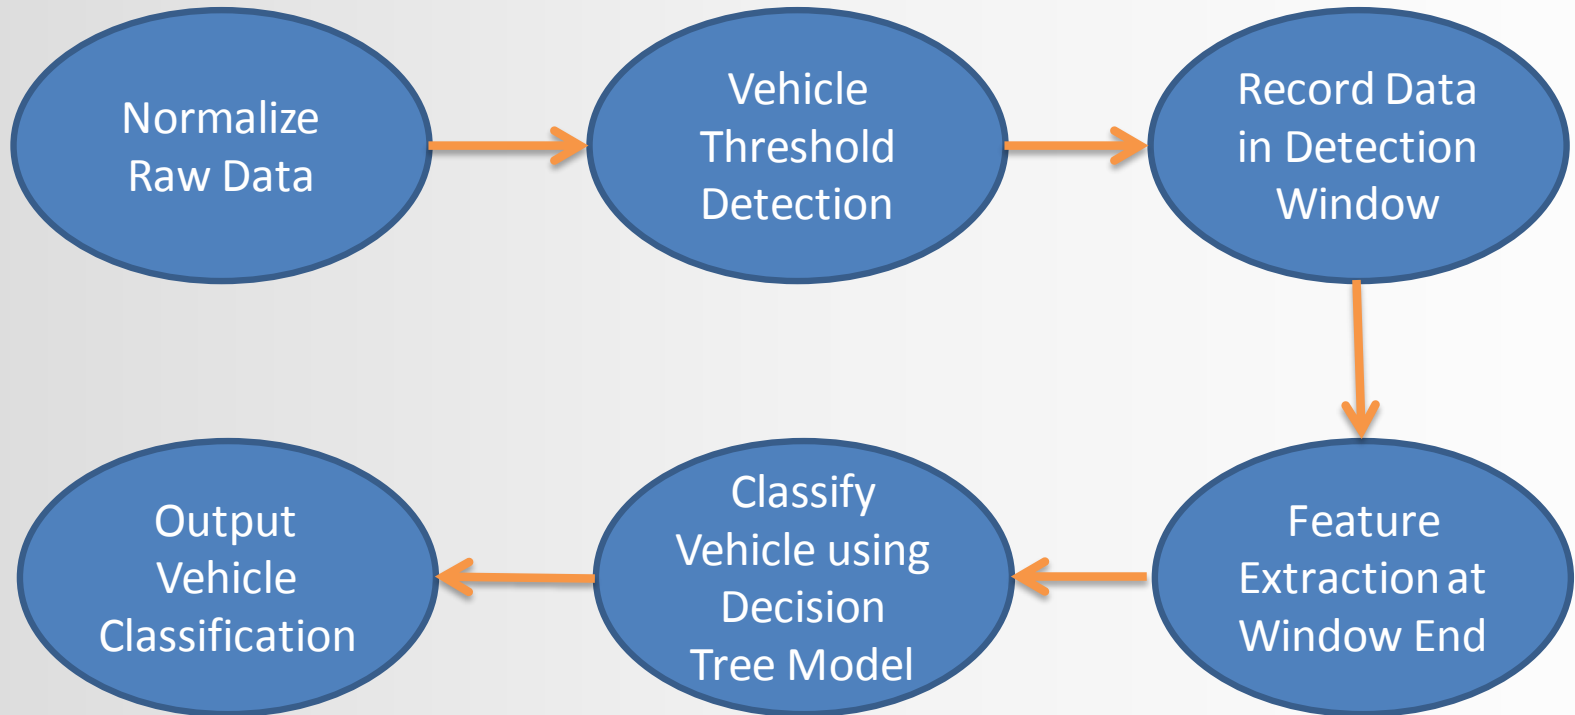 Normalize
Raw Data
Vehicle
Threshold
Detection
Record Data
in Detection
Window
Feature
Extraction at
Window End
Classify
Vehicle using
Decision
Tree Model
Output
Vehicle
Classification